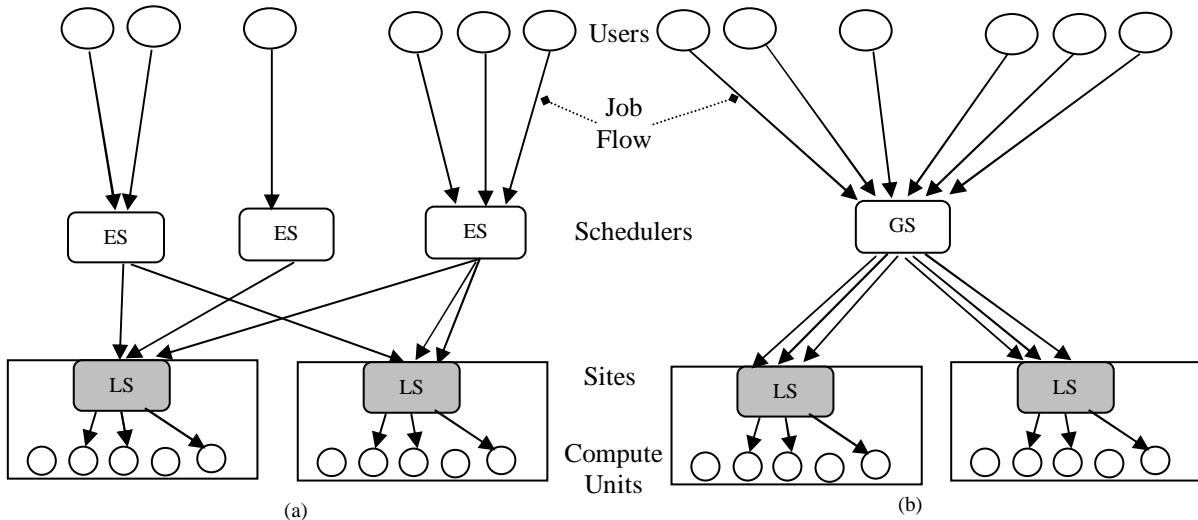 Users
Job
Flow
ES
ES
ES
Schedulers
GS
LS
LS
Sites
LS
LS
Compute
Units
(a)
(b)